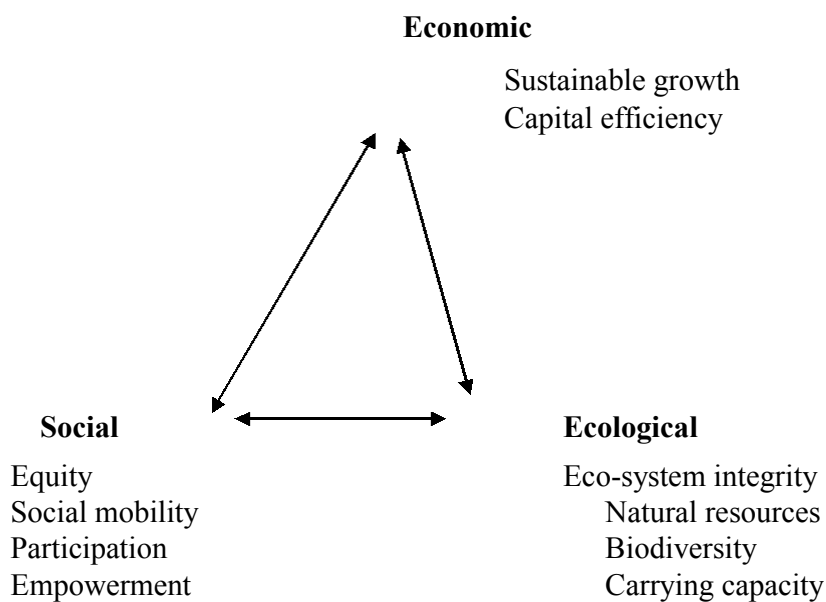 Economic
Sustainable growth
Capital efficiency
Social
Equity
Social mobility
Participation
Empowerment
Ecological
Eco-system integrity
Natural resources
Biodiversity
Carrying capacity